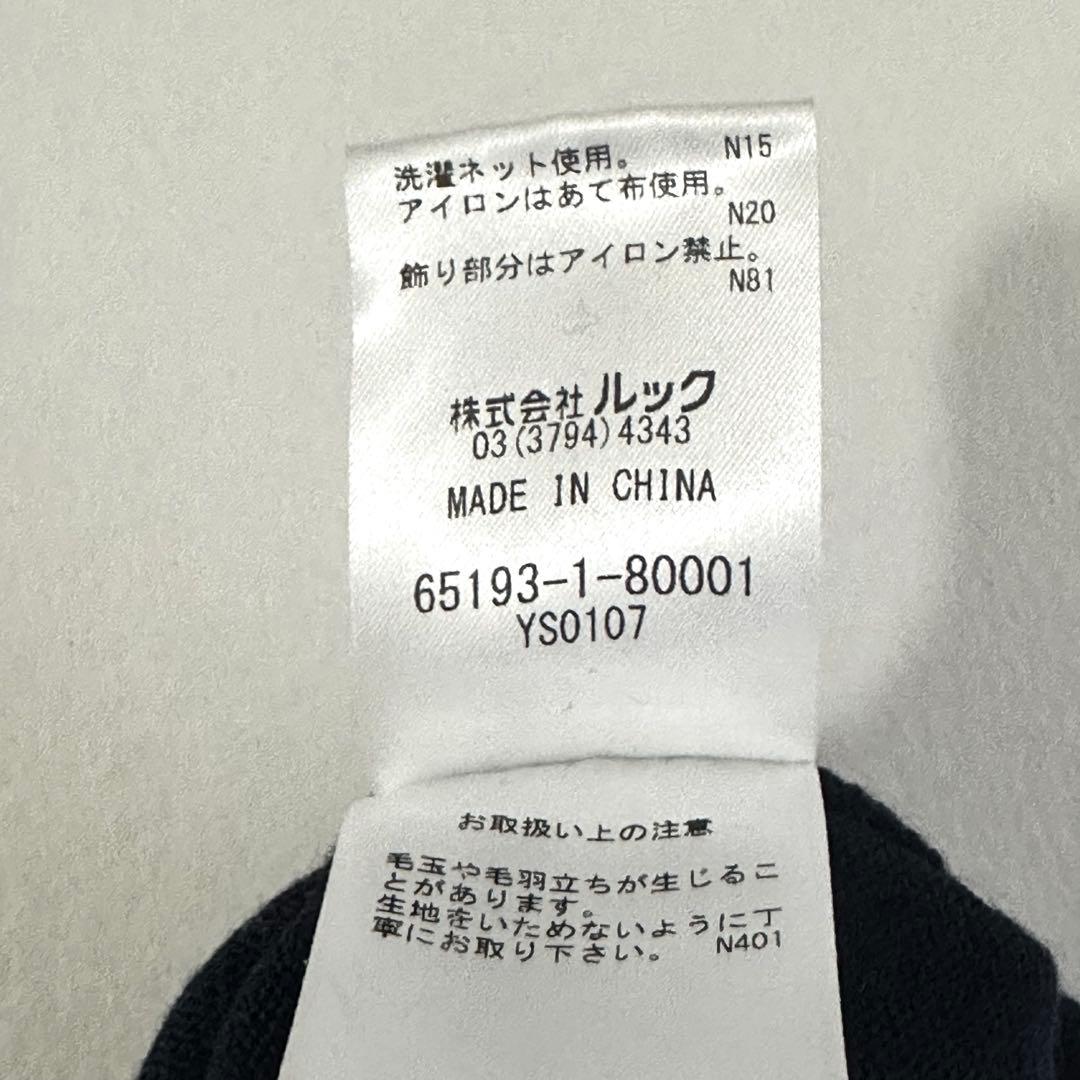 洗濯ネット使用。 N15
アイロンはあて布使用。
N20
飾り部分はアイロン禁止。
N81
株式会社 ルック
03(3794)4343
MADE IN CHINA
65193-1-80001
YS0107
お取扱い上の注意
毛玉や毛羽立ちが生じるこ
とがあります。
生地をいためないように丁
寧にお取り下さい。 N401